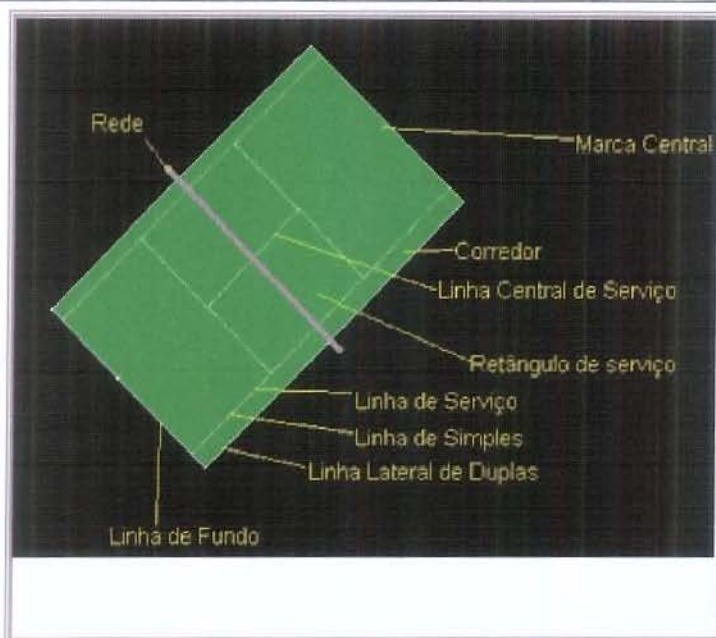 Rede
Marca Central
Corredor
Linha Central de Serviço
Retângulo de serviço
Linha de Serviço
Linha de Simples
Linha Lateral de Duplas
Linha de Fundo